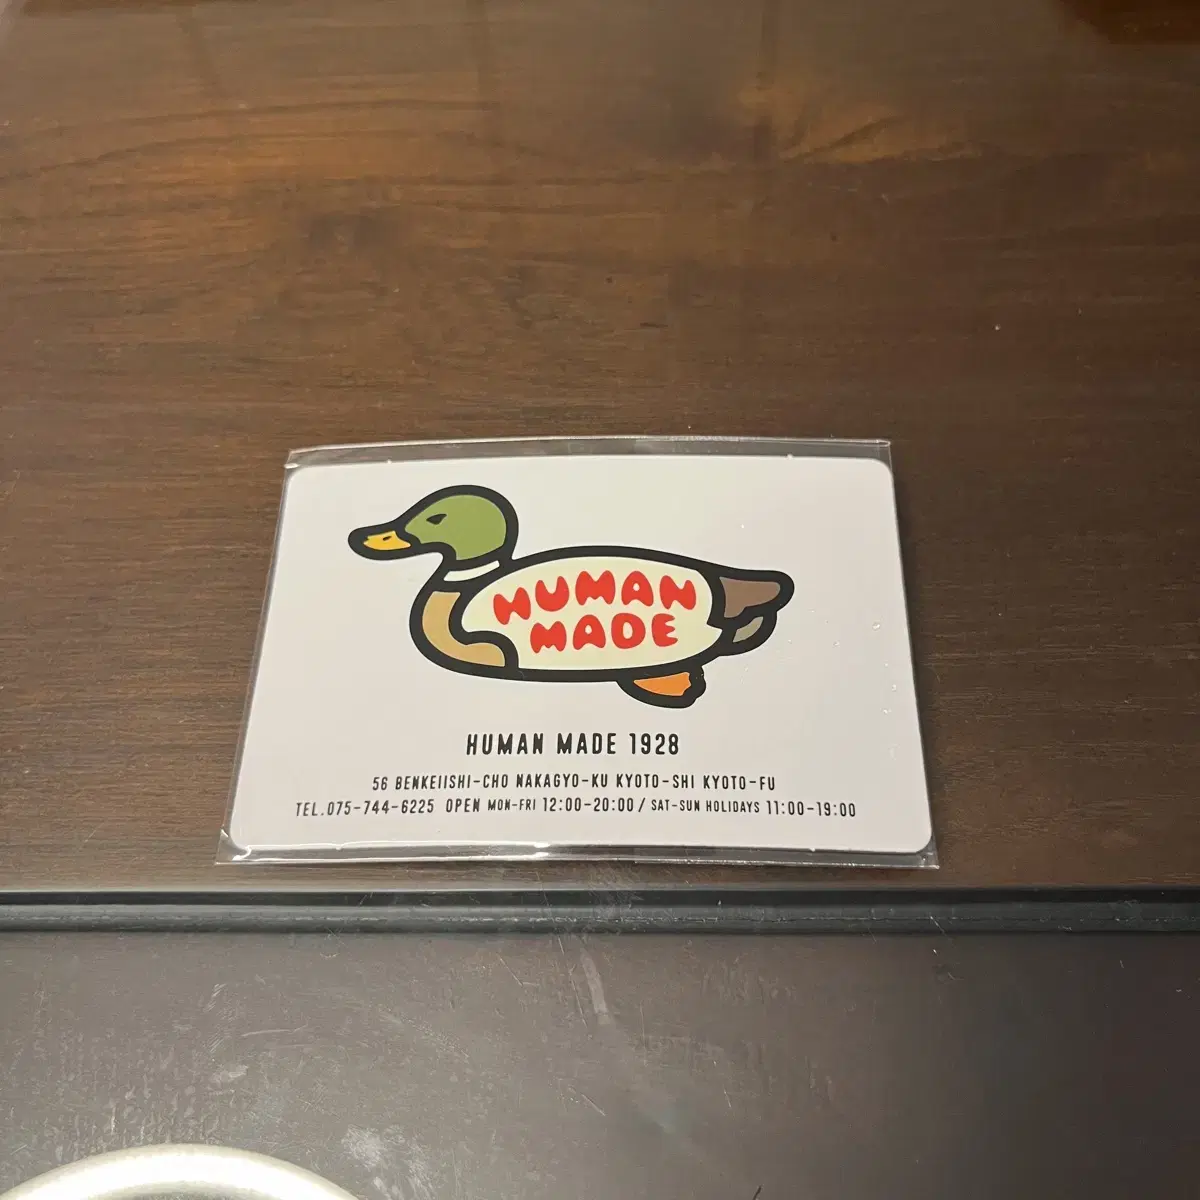 HUMAN
MADE
HUMAN MADE 1928
56 BENKEIISHI-CHO NAKAGYO-KU KYOTO-SHI KYOTO-FU
TEL.075-744-6225 OPEN MON-FRI 12:00-20:00 / SAT-SUN HOLIDAYS 11:00-19:00